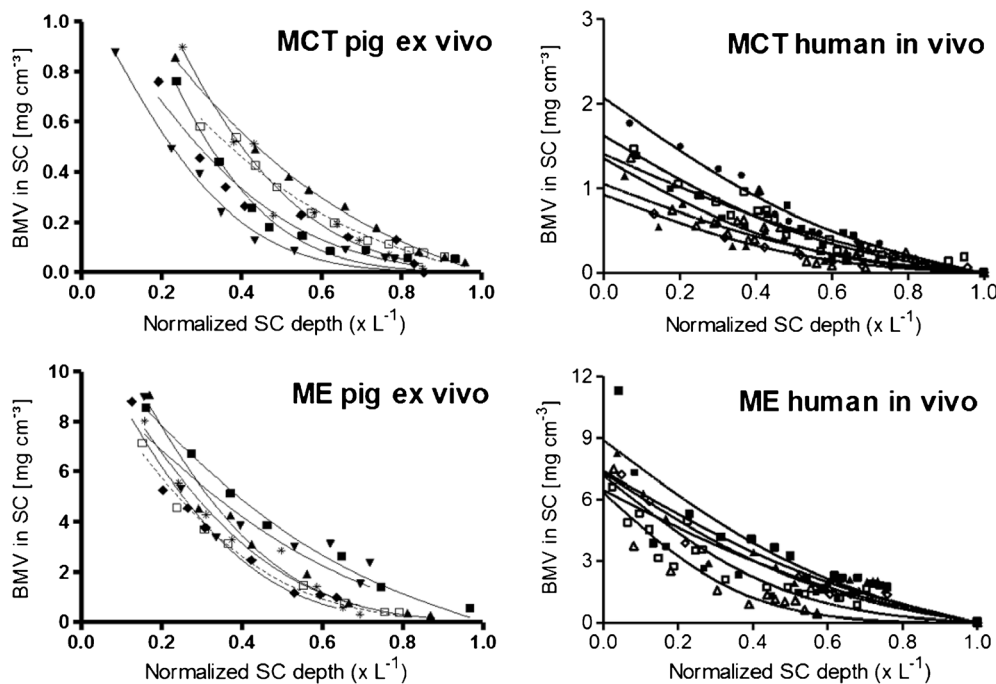 MCT pig ex vivo
BMV in SC [mg cm⁻³]
1.0
0.8
0.6
0.4
0.2
0.0
0.0 0.2 0.4 0.6 0.8 1.0
Normalized SC depth (x L⁻¹)
MCT human in vivo
BMV in SC [mg cm⁻³]
3
2
1
0
0.0 0.2 0.4 0.6 0.8 1.0
Normalized SC depth (x L⁻¹)
ME pig ex vivo
BMV in SC [mg cm⁻³]
10
8
6
4
2
0
0.0 0.2 0.4 0.6 0.8 1.0
Normalized SC depth (x L⁻¹)
ME human in vivo
BMV in SC [mg cm⁻³]
12
9
6
3
0
0.0 0.2 0.4 0.6 0.8 1.0
Normalized SC depth (x L⁻¹)